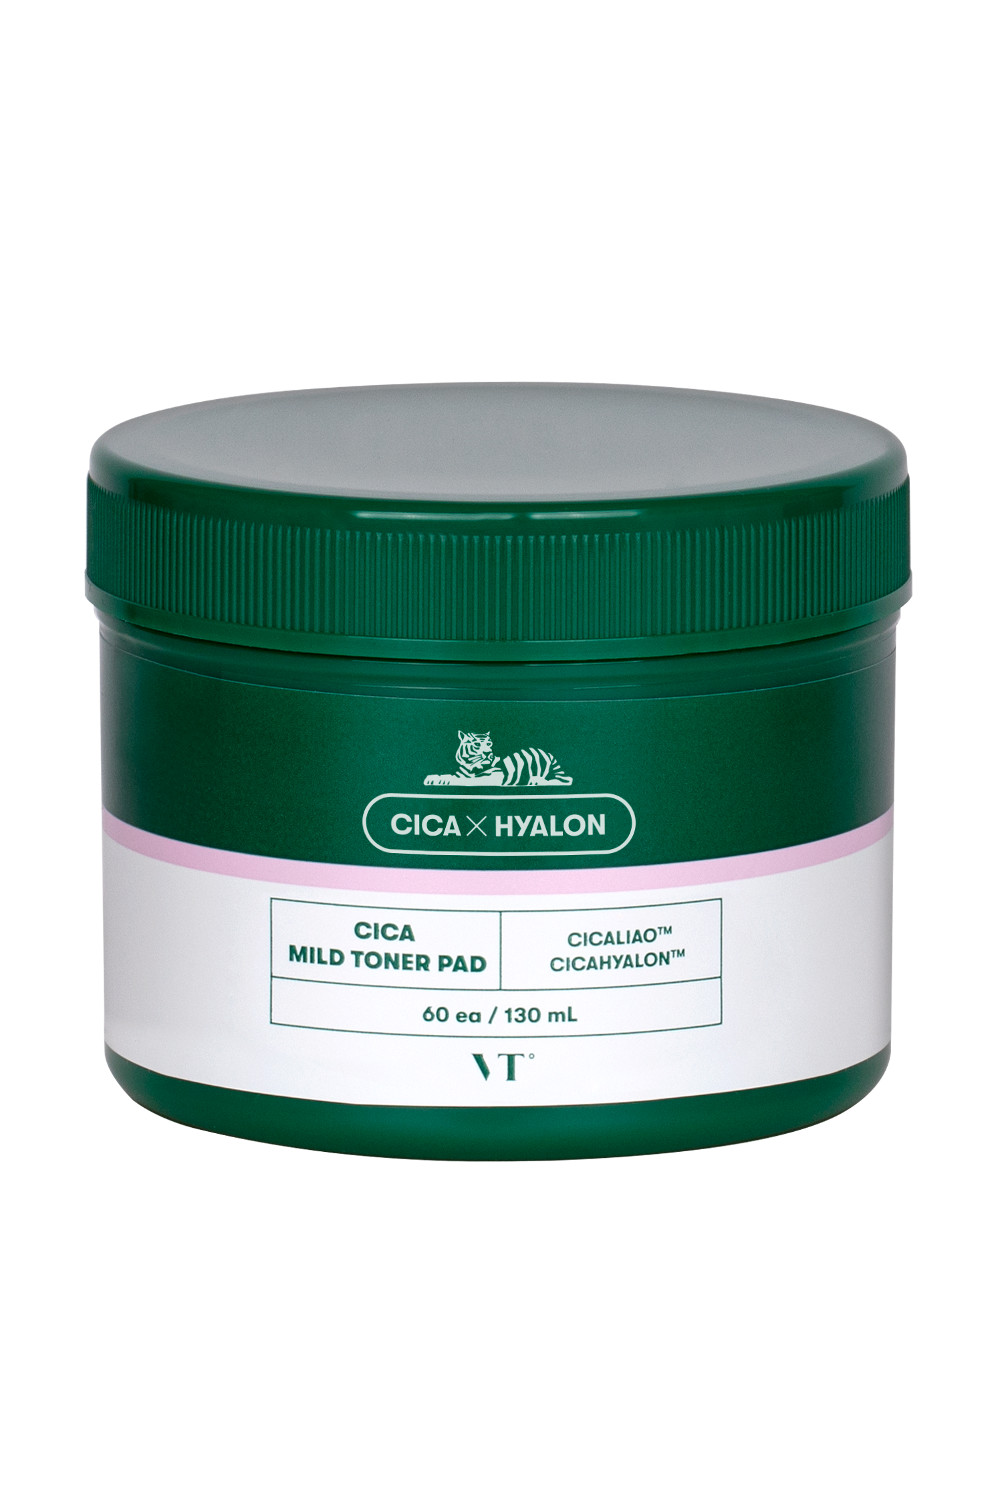 CICA X HYALON
CICA
MILD TONER PAD
CICALIAO™
CICAHYALON™
60 ea / 130 mL
VT°